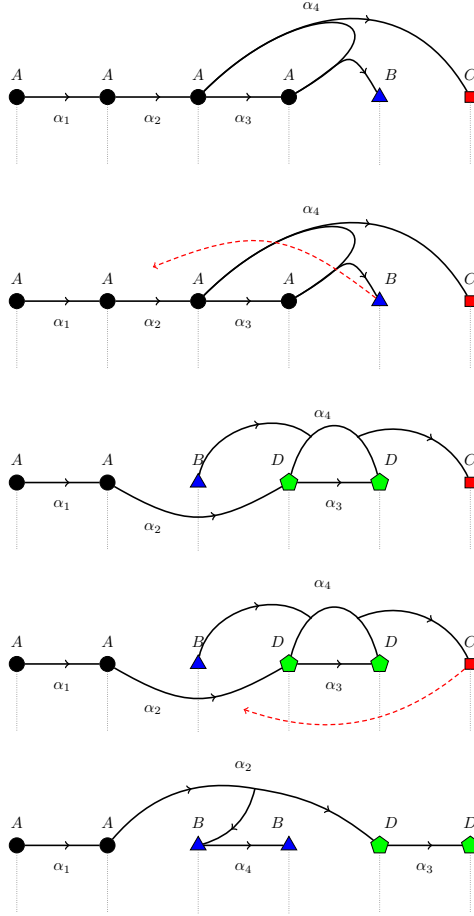 α₄
A A A A B C
α₁ α₂ α₃
α₄
A A A A B C
α₁ α₂ α₃
α₄
A A B D D C
α₁ α₂ α₃
α₄
A A B D D C
α₁ α₂ α₃
α₂
A A B B D D
α₁ α₄ α₃